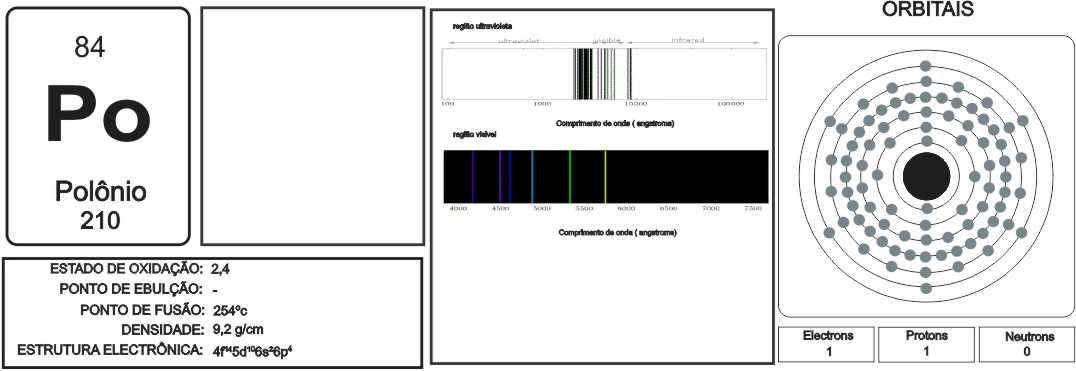 84
Po
Polônio
210
ESTADO DE OXIDAÇÃO: 2,4
PONTO DE EBULÇÃO: -
PONTO DE FUSÃO: 254ºc
DENSIDADE: 9,2 g/cm
ESTRUTURA ELECTRÔNICA: 4f¹⁴5d¹⁰6s²6p⁴
região ultravioleta
ultraviolet visible infrared
100 1000 10000 100000
Comprimento de onda ( angstroms)
região visível
4000 4500 5000 5500 6000 6500 7000 7500
Comprimento de onda ( angstroms)
ORBITAIS
Electrons
1
Protons
1
Neutrons
0